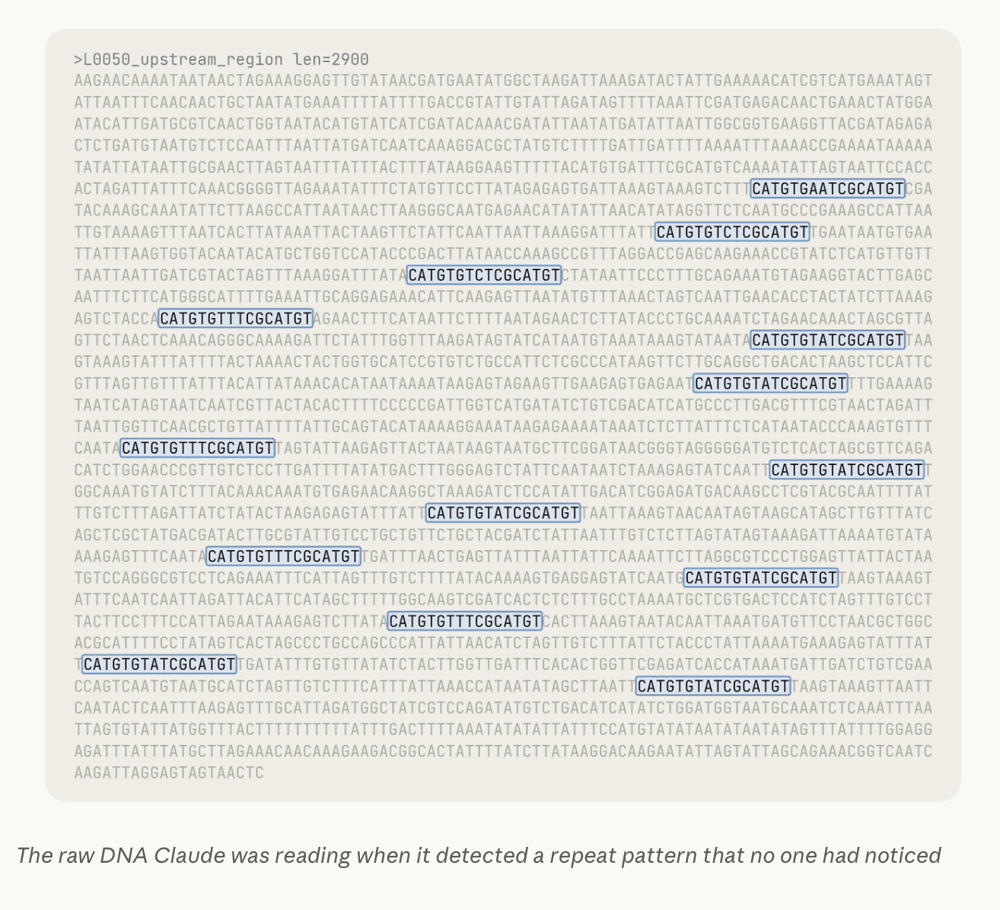 >L0050_upstream_region len=2900
AAGAACAAAATAATAACTAGAAAGGAGTTGTATAACGATGAATATGGCTAAGATTAAAGATACTATTGAAAAACATCGTCATGAAATAGT
ATTAATTTCAACAACTGCTAATATGAAATTTTATTTTGACCGTATTGTATTAGATAGTTTTAAATTCGATGAGACAACTGAAACTATGGA
ATACATTGATGCGTCAACTGGTAATACATGTATCATCGATACAAACGATATTAATATGATATTAATTGGCGGTGAAGGTTACGATAGAGA
CTCTGATGTAATGTCTCCAATTTAATTATGATCAATCAAAGGACGCTATGTCTTTTGATTGATTTTAAAATTTAAAACCGAAAATAAAAA
TATATTATAATTGCGAACTTAGTAATTTATTTACTTTATAAGGAAGTTTTTACATGTGATTTCGCATGTCAAAATATTAGTAATTCCACC
ACTAGATTATTTCAAACGGGGTTAGAAATATTTCTATGTTCCTTATAGAGAGTGATTAAAGTAAAGTCTTTCATGTGAATCGCATGTCGA
TACAAAGCAAATATTCTTAAGCCATTAATAACTTAAGGGCAATGAGAACATATATTAACATATAGGTTCTCAATGCCCGAAAGCCATTAA
TTGTAAAAGTTTAATCACTTATAAATTACTAAGTTCTATTCAATTAATTAAAGGATTTATTCATGTGTCTCGCATGTTGAATAATGTGAA
TTATTTAAGTGGTACAATACATGCTGGTCCATACCCGACTTATAACCAAAGCCGTTTAGGACCGAGCAAGAAACCGTATCTCATGTTGTT
TAATTAATTGATCGTACTAGTTTAAAGGATTTATACATGTGTCTCGCATGTCTATAATTCCCTTTGCAGAAATGTAGAAGGTACTTGAGC
AATTTCTTCATGGGCATTTTGAAATTGCAGGAGAAACATTCAAGAGTTAATATGTTTAAACTAGTCAATTGAACACCTACTATCTTAAAG
AGTCTACCACATGTGTTTCGCATGTAGAACTTTCATAATTCTTTTAATAGAACTCTTATACCCTGCAAAATCTAGAACAAACTAGCGTTA
GTTCTAACTCAAACAGGGCAAAAGATTCTATTTGGTTTAAGATAGTATCATAATGTAAATAAAGTATAATACATGTGTATCGCATGTTAA
GTAAAGTATTTATTTTACTAAAACTACTGGTGCATCCGTGTCTGCCATTCTCGCCCATAAGTTCTTGCAGGCTGACACTAAGCTCCATTC
GTTTAGTTGTTATTTACATTATAAACACATAATAAAATAAGAGTAGAAGTTGAAGAGTGAGAATCATGTGTATCGCATGTTTTGAAAAG
TAATCATAGTAATCAATCGTTACTACACTTTTCCCCCGATTGGTCATGATATCTGTCGACATCATGCCCTTGACGTTTCGTAACTAGATT
TAATTGGTTCAACGCTGTTATTTTATTGCAGTACATAAAAGGAAATAAGAGAAAATAAATCTCTTATTTCTCATAATACCCAAAGTGTTT
CAATACATGTGTTTCGCATGTTAGTATTAAGAGTTACTAATAAGTAATGCTTCGGATAACGGGTAGGGGGATGTCTCACTAGCGTTCAGA
CATCTGGAACCCGTTGTCTCCTTGATTTTATATGACTTTGGGAGTCTATTCAATAATCTAAAGAGTATCAATTCATGTGTATCGCATGTT
GGCAAATGTATCTTTACAAACAAATGTGAGAACAAGGCTAAAGATCTCCATATTGACATCGGAGATGACAAGCCTCGTACGCAATTTTAT
TTGTCTTTAGATTATCTATACTAAGAGAGTATTTATTCATGTGTATCGCATGTTAATTAAAGTAACAATAGTAAGCATAGCTTGTTTATC
AGCTCGCTATGACGATACTTGCGTATTGTCCTGCTGTTCTGCTACGATCTATTAATTTGTCTCTTAGTATAGTAAAGATTAAAATGTATA
AAAGAGTTTCAATACATGTGTTTCGCATGTTGATTTAACTGAGTTATTTAATTATTCAAAATTCTTAGGCGTCCCTGGAGTTATTACTAA
TGTCCAGGGCGTCCTCAGAAATTTCATTAGTTTGTCTTTTATACAAAAGTGAGGAGTATCAATGCATGTGTATCGCATGTTAAGTAAAGT
ATTTCAATCAATTAGATTACATTCATAGCTTTTTGGCAAGTCGATCACTCTCTTTGCCTAAAATGCTCGTGACTCCATCTAGTTTGTCCT
TACTTCCTTTCCATTAGAATAAAGAGTCTTATACATGTGTTTCGCATGTCACTTAAAGTAATACAATTAAATGATGTTCCTAACGCTGGC
ACGCATTTTCCTATAGTCACTAGCCCTGCCAGCCCATTATTAACATCTAGTTGTCTTTATTCTACCCTATTAAAATGAAAGAGTATTTAT
TCATGTGTATCGCATGTTGATATTTGTGTTATATCTACTTGGTTGATTTCACACTGGTTCGAGATCACCATAAATGATTGATCTGTCGAA
CCAGTCAATGTAATGCATCTAGTTGTCTTTCATTTATTAAACCATAATATAGCTTAATTCATGTGTATCGCATGTTAAGTAAAGTTAATT
CAATACTCAATTTAAGAGTTTGCATTAGATGGCTATCGTCCAGATATGTCTGACATCATATCTGGATGGTAATGCAAATCTCAAATTTAA
TTAGTGTATTATGGTTTACTTTTTTTTTTATTTGACTTTTAAATATATATTATTTCCATGTATATAATATAATATAGTTTATTTTGGAGG
AGATTTATTTATGCTTAGAAACAACAAAGAAGACGGCACTATTTTATCTTATAAGGACAAGAATATTAGTATTAGCAGAAACGGTCAATC
AAGATTAGGAGTAGTAACTC
The raw DNA Claude was reading when it detected a repeat pattern that no one had noticed